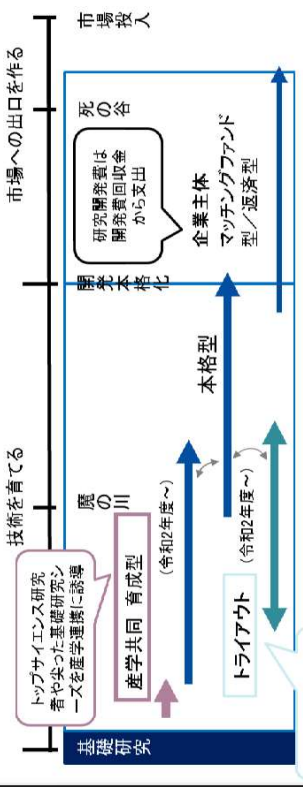 技術を育てる
市場への出口を作る
魔の川
開発本格化
死の谷
市場投入
トップサイエンス研究
者や尖った基礎研究シ
ーズを産学連携に誘導
研究開発費は
開発費回収金
から支出
基礎研究
産学共同 育成型
(令和2年度~)
本格型
企業主体
マッチングファンド
型/返済型
トライアウト
(令和2年度~)